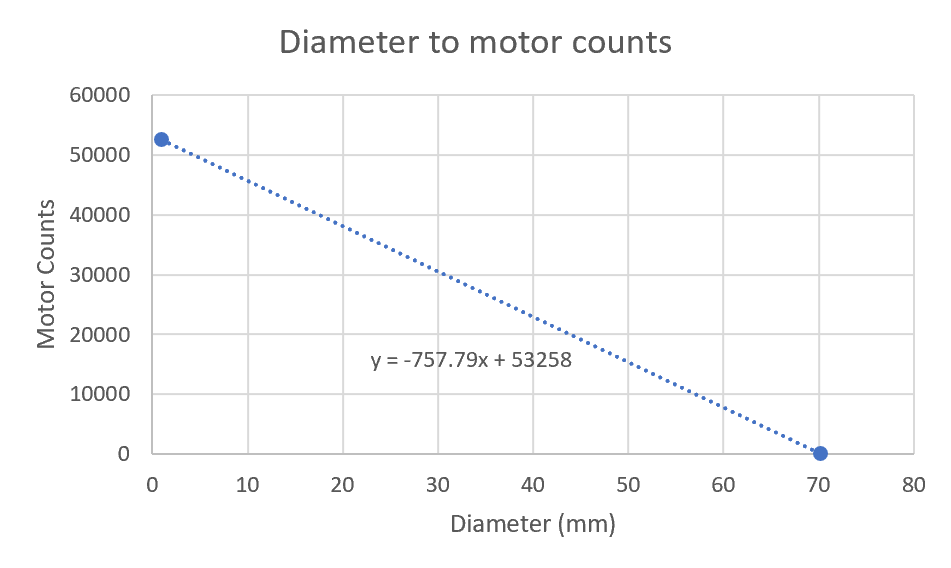 Diameter to motor counts
60000
50000
40000
30000
20000
10000
0
Motor Counts
y = -757.79x + 53258
0 10 20 30 40 50 60 70 80
Diameter (mm)